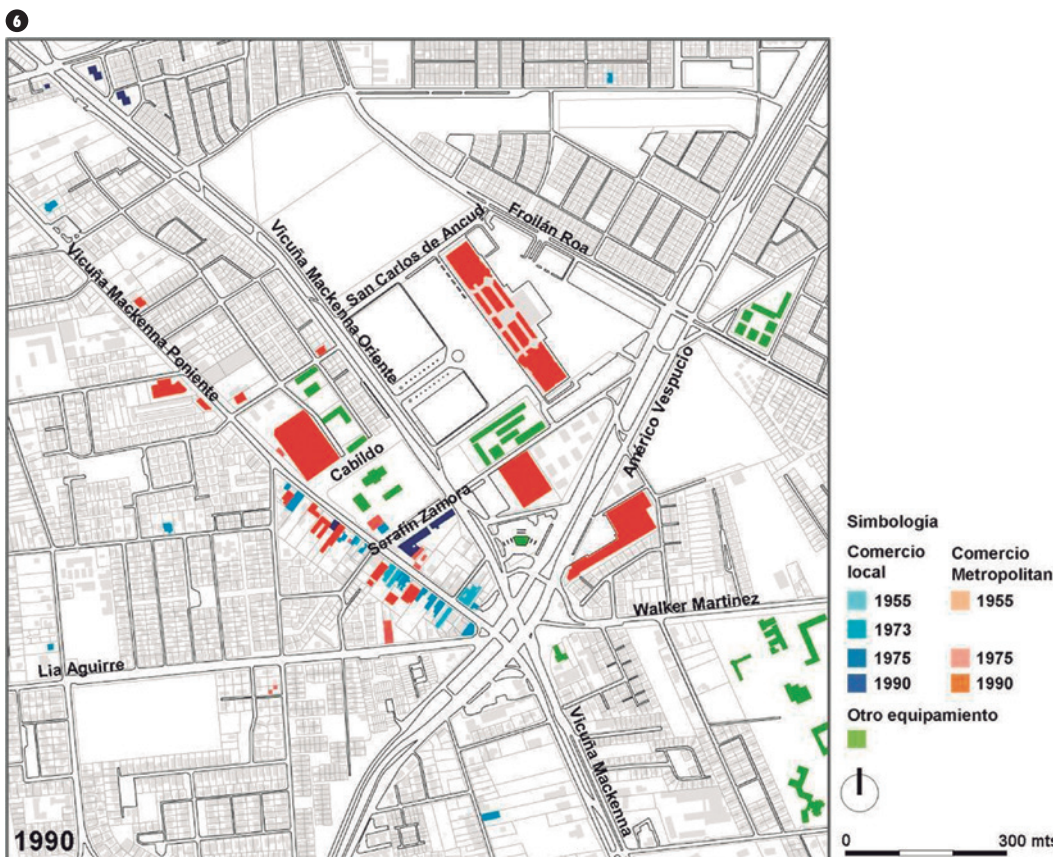 6
San Carlos de Ancud
Froilán Roa
Vicuña Mackenna Oriente
Vicuña Mackenna Poniente
Américo Vespucio
Cabildo
Serafín Zamora
Walker Martinez
Lia Aguirre
Vicuña Mackenna
1990
Simbología
Comercio local
Comercio Metropolitan
1955
1955
1973
1975
1975
1990
1990
Otro equipamiento
0
300 mts